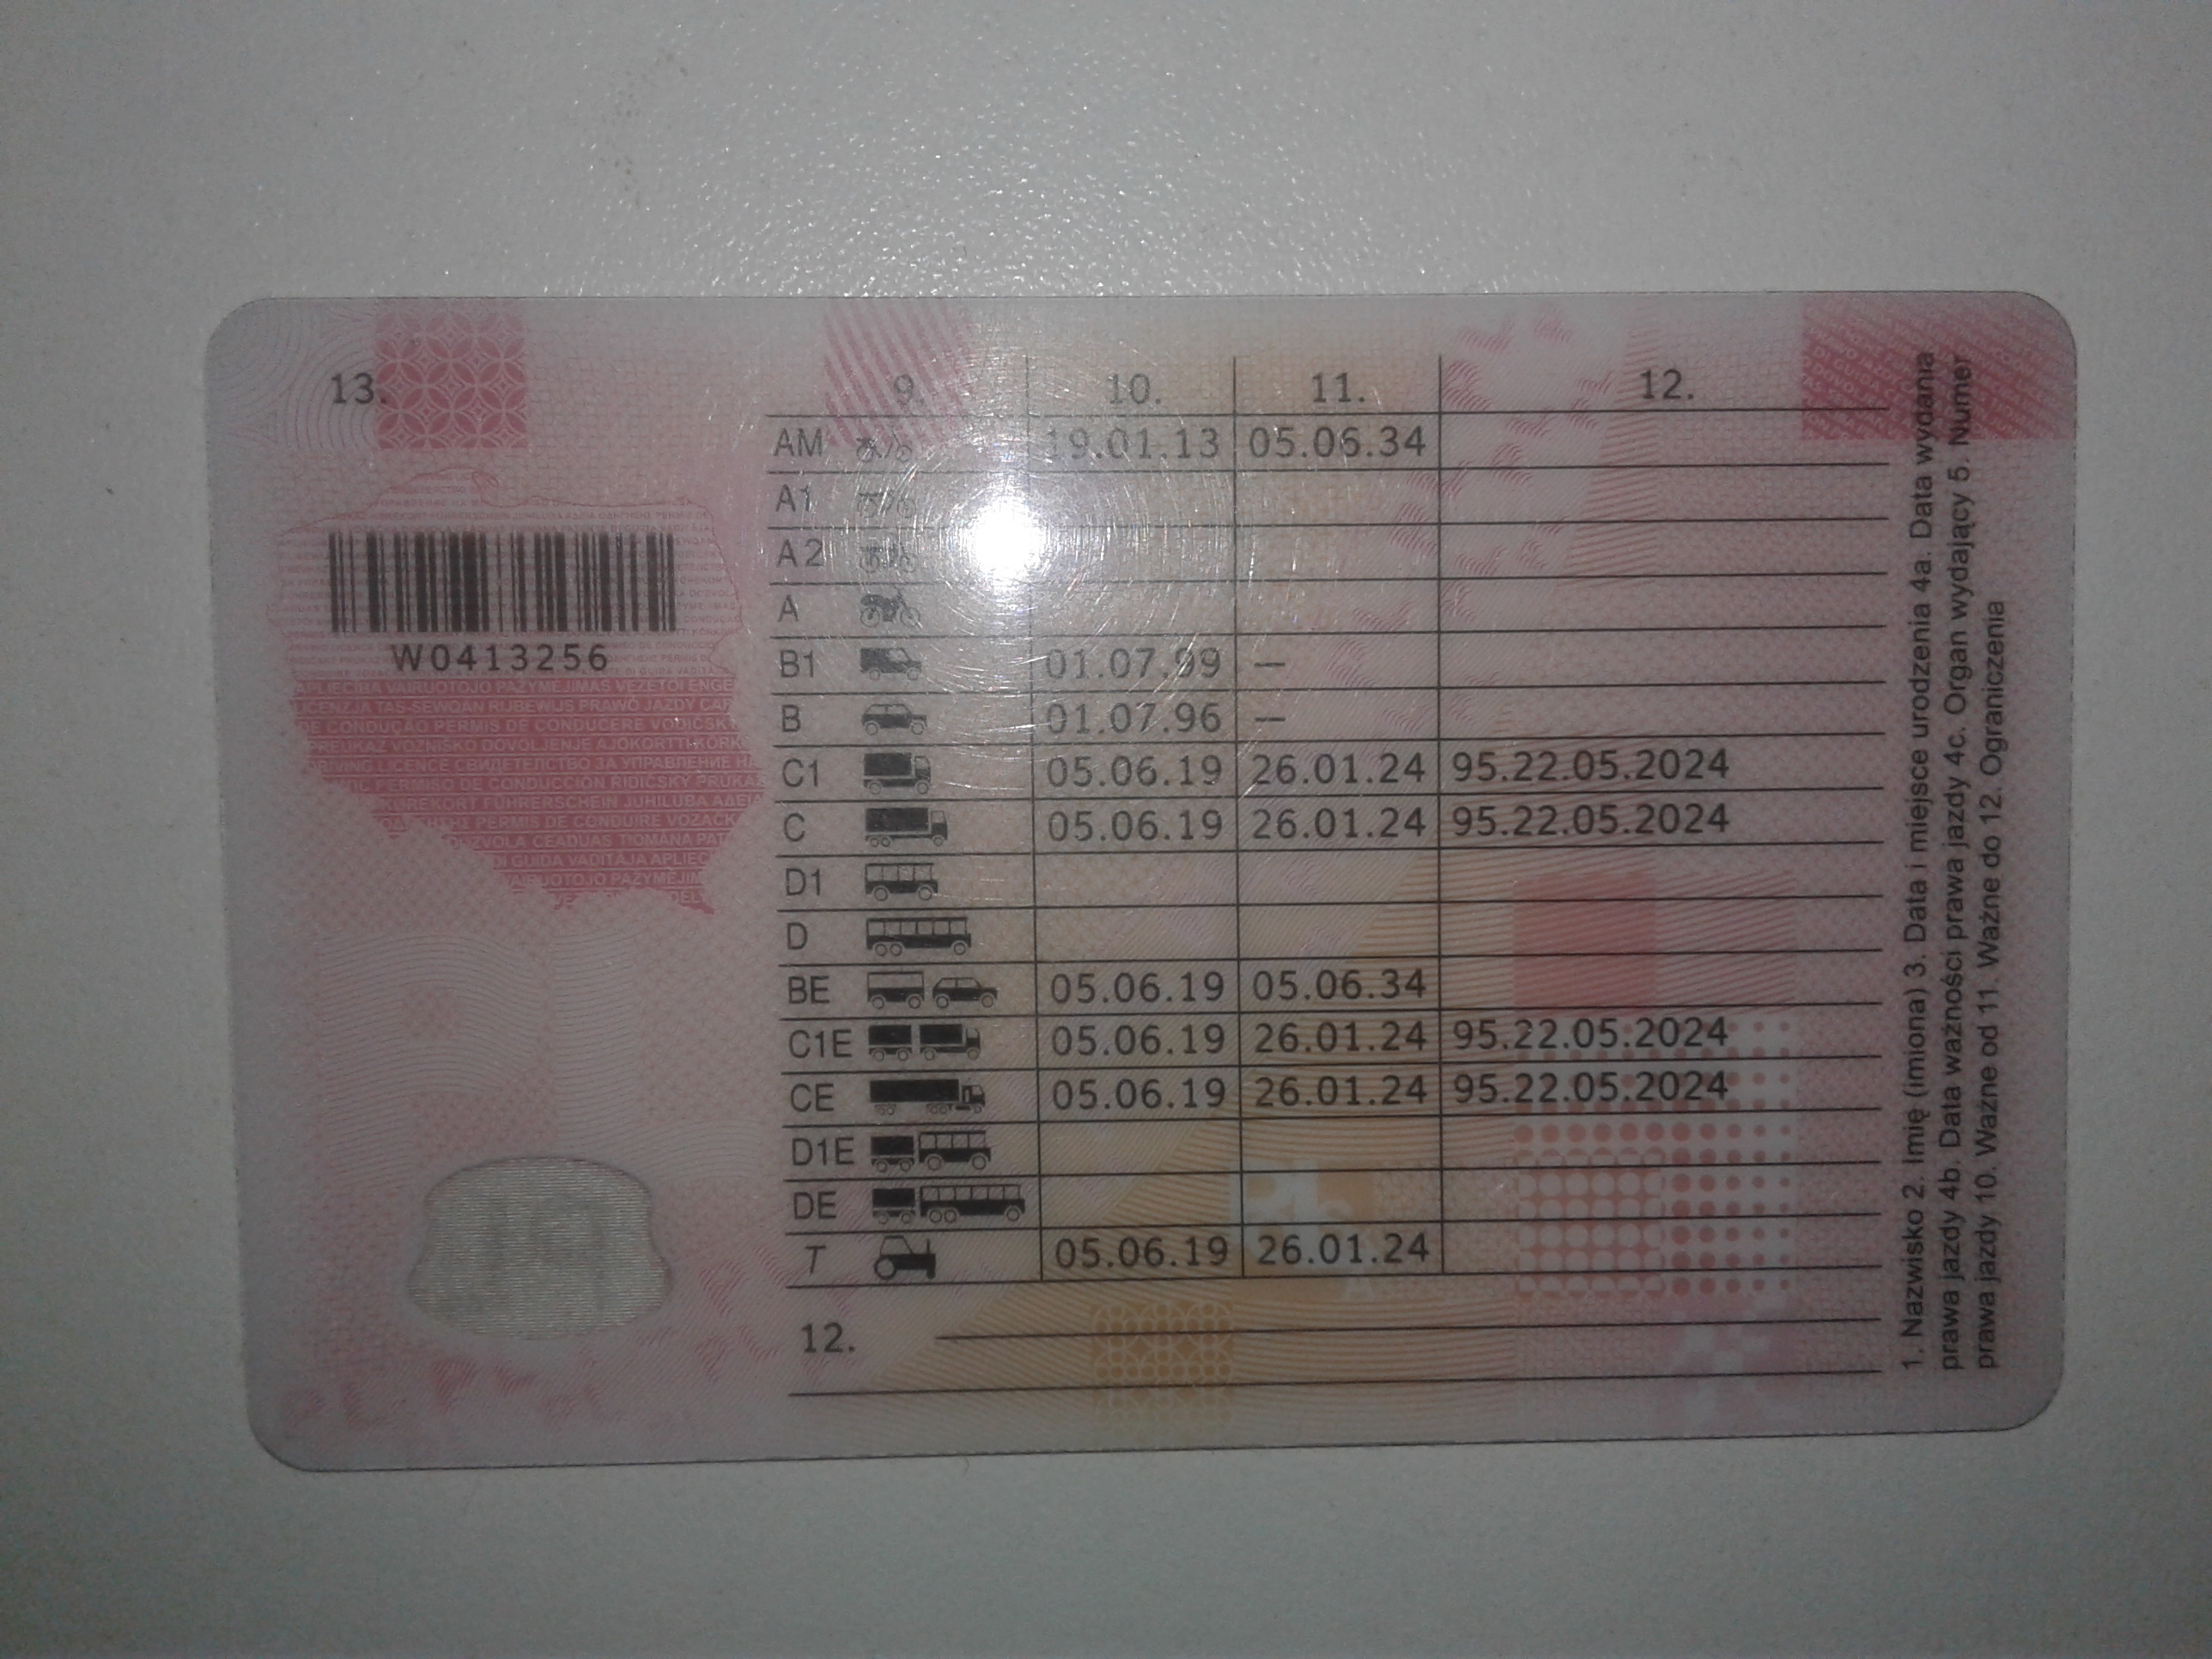 13.
W0413256
9. 10. 11. 12.
AM 19.01.13 05.06.34
A1
A2
A
B1 01.07.99 –
B 01.07.96 –
C1 05.06.19 26.01.24 95.22.05.2024
C 05.06.19 26.01.24 95.22.05.2024
D1
D
BE 05.06.19 05.06.34
C1E 05.06.19 26.01.24 95.22.05.2024
CE 05.06.19 26.01.24 95.22.05.2024
D1E
DE
T 05.06.19 26.01.24
12.
1. Nazwisko 2. Imię (imiona) 3. Data i miejsce urodzenia 4a. Data wydania
prawa jazdy 4b. Data ważności prawa jazdy 4c. Organ wydający 5. Numer
prawa jazdy 10. Ważne od 11. Ważne do 12. Ograniczenia